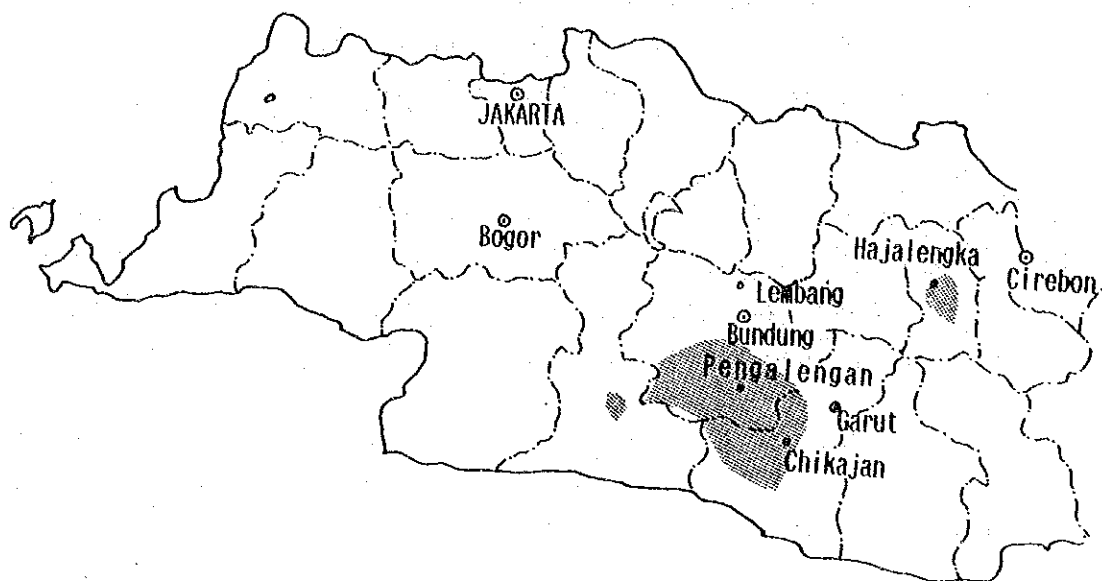 JAKARTA
Bogor
Hajalengka
Cirebon
Lembang
Bundung
Pengalengan
Garut
Chikajan